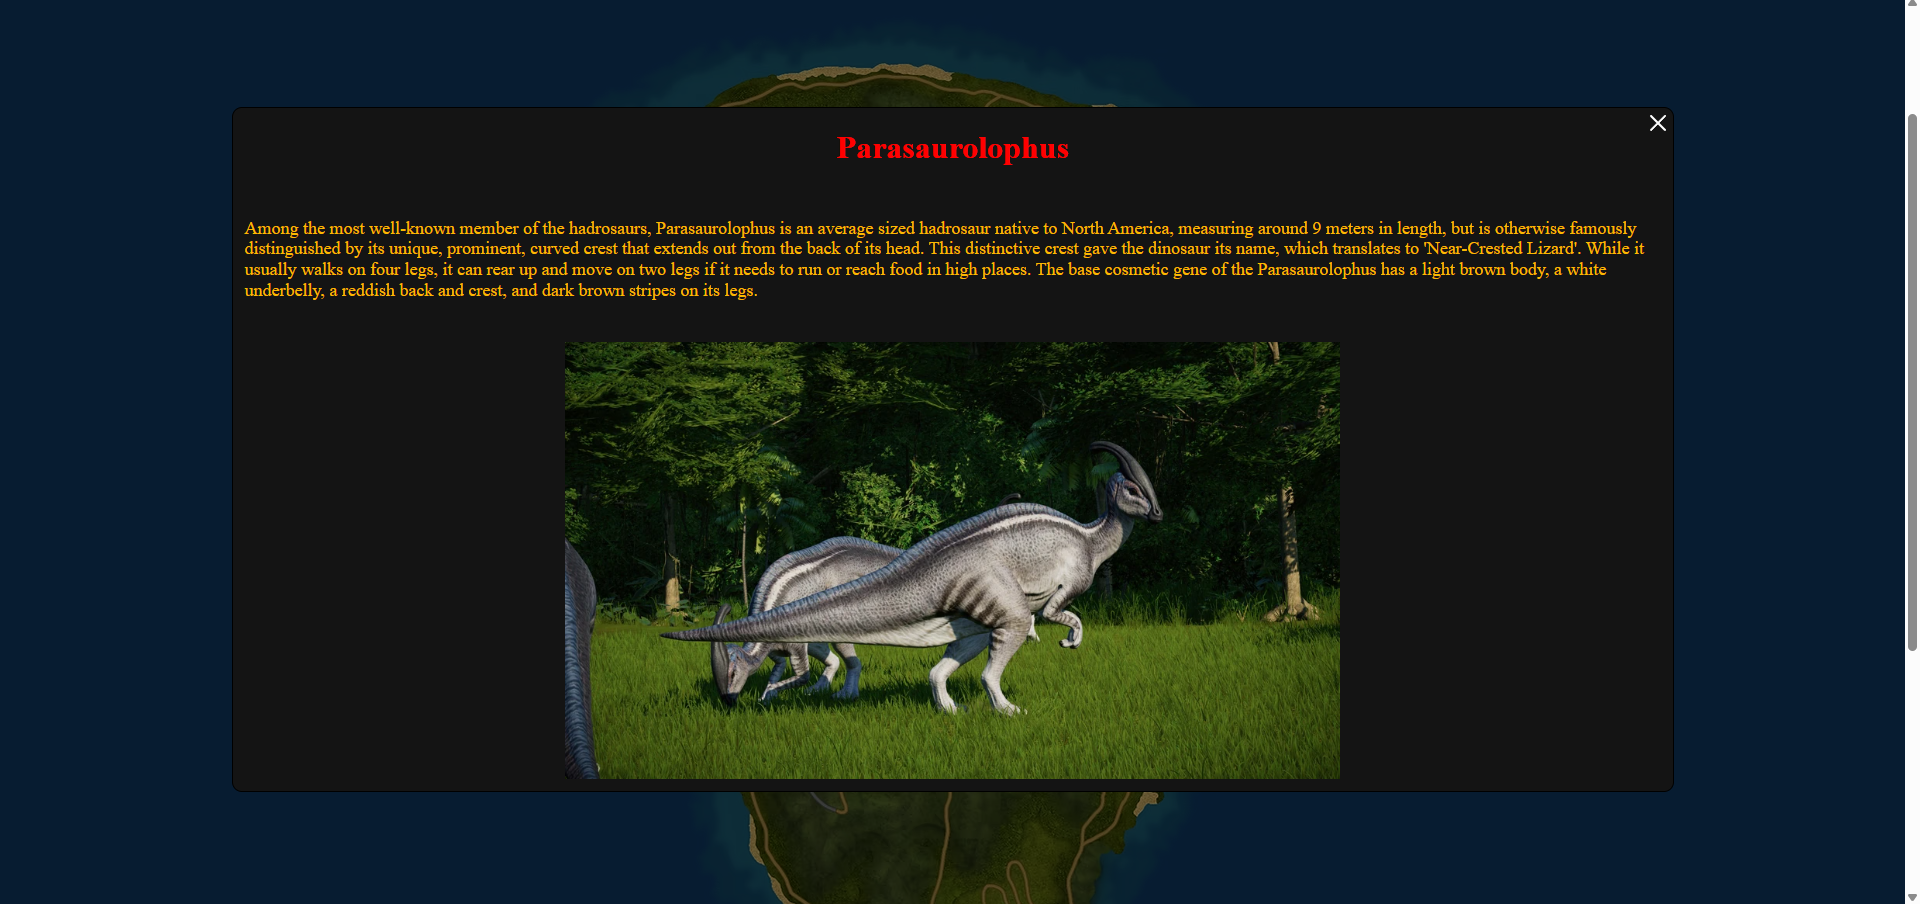 Parasaurolophus
Among the most well-known member of the hadrosaurs, Parasaurolophus is an average sized hadrosaur native to North America, measuring around 9 meters in length, but is otherwise famously
distinguished by its unique, prominent, curved crest that extends out from the back of its head. This distinctive crest gave the dinosaur its name, which translates to 'Near-Crested Lizard'. While it
usually walks on four legs, it can rear up and move on two legs if it needs to run or reach food in high places. The base cosmetic gene of the Parasaurolophus has a light brown body, a white
underbelly, a reddish back and crest, and dark brown stripes on its legs.